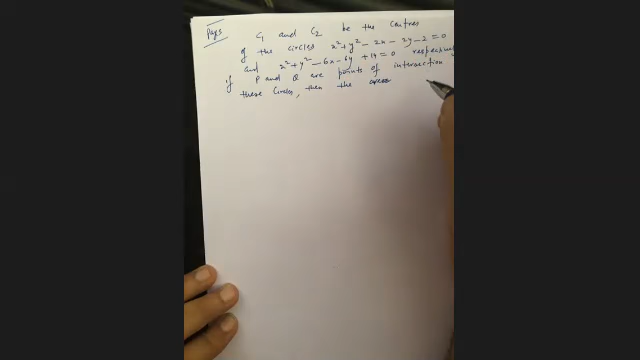 C1 and C2 be the centres
of the circles x²+y² - 2x - 2y - 2 = 0
and x²+y² - 6x - 6y + 14 = 0 respectively
if P and Q are points of intersection
these circles, then the area